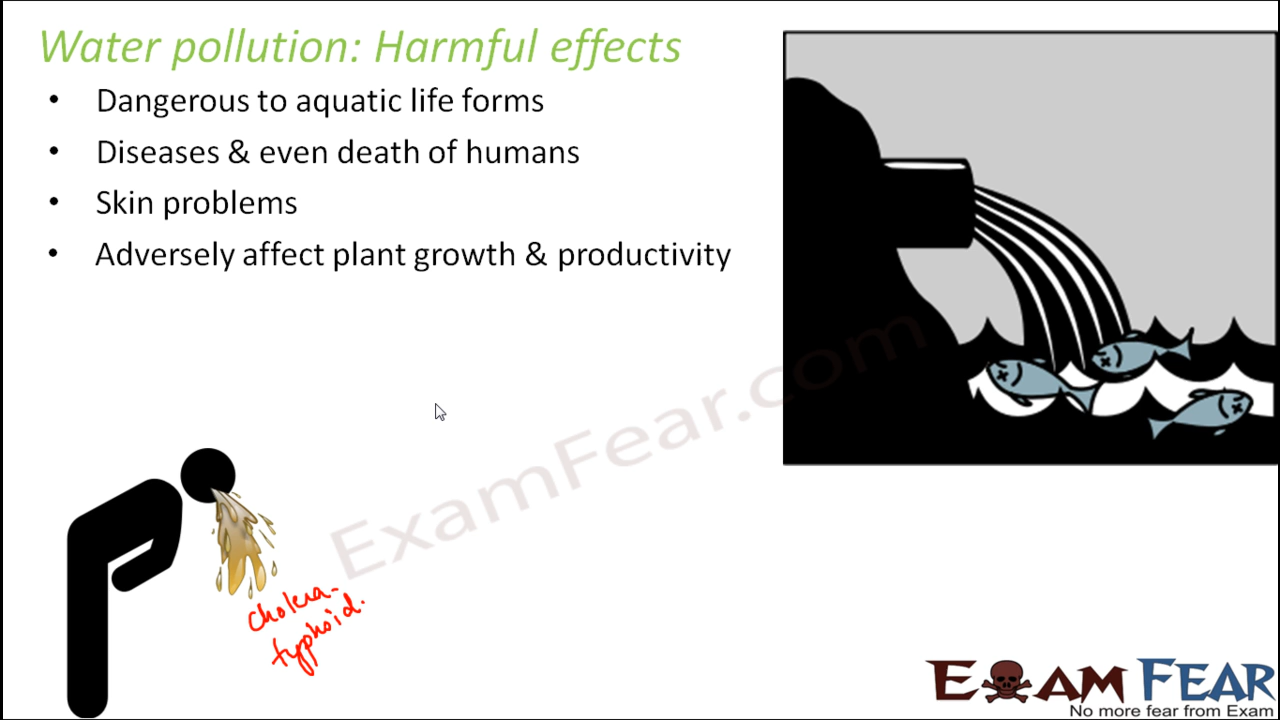 Water pollution: Harmful effects
• Dangerous to aquatic life forms
• Diseases & even death of humans
• Skin problems
• Adversely affect plant growth & productivity
ExamFear.com
cholera-
typhoid.
EXAM FEAR
No more fear from Exam